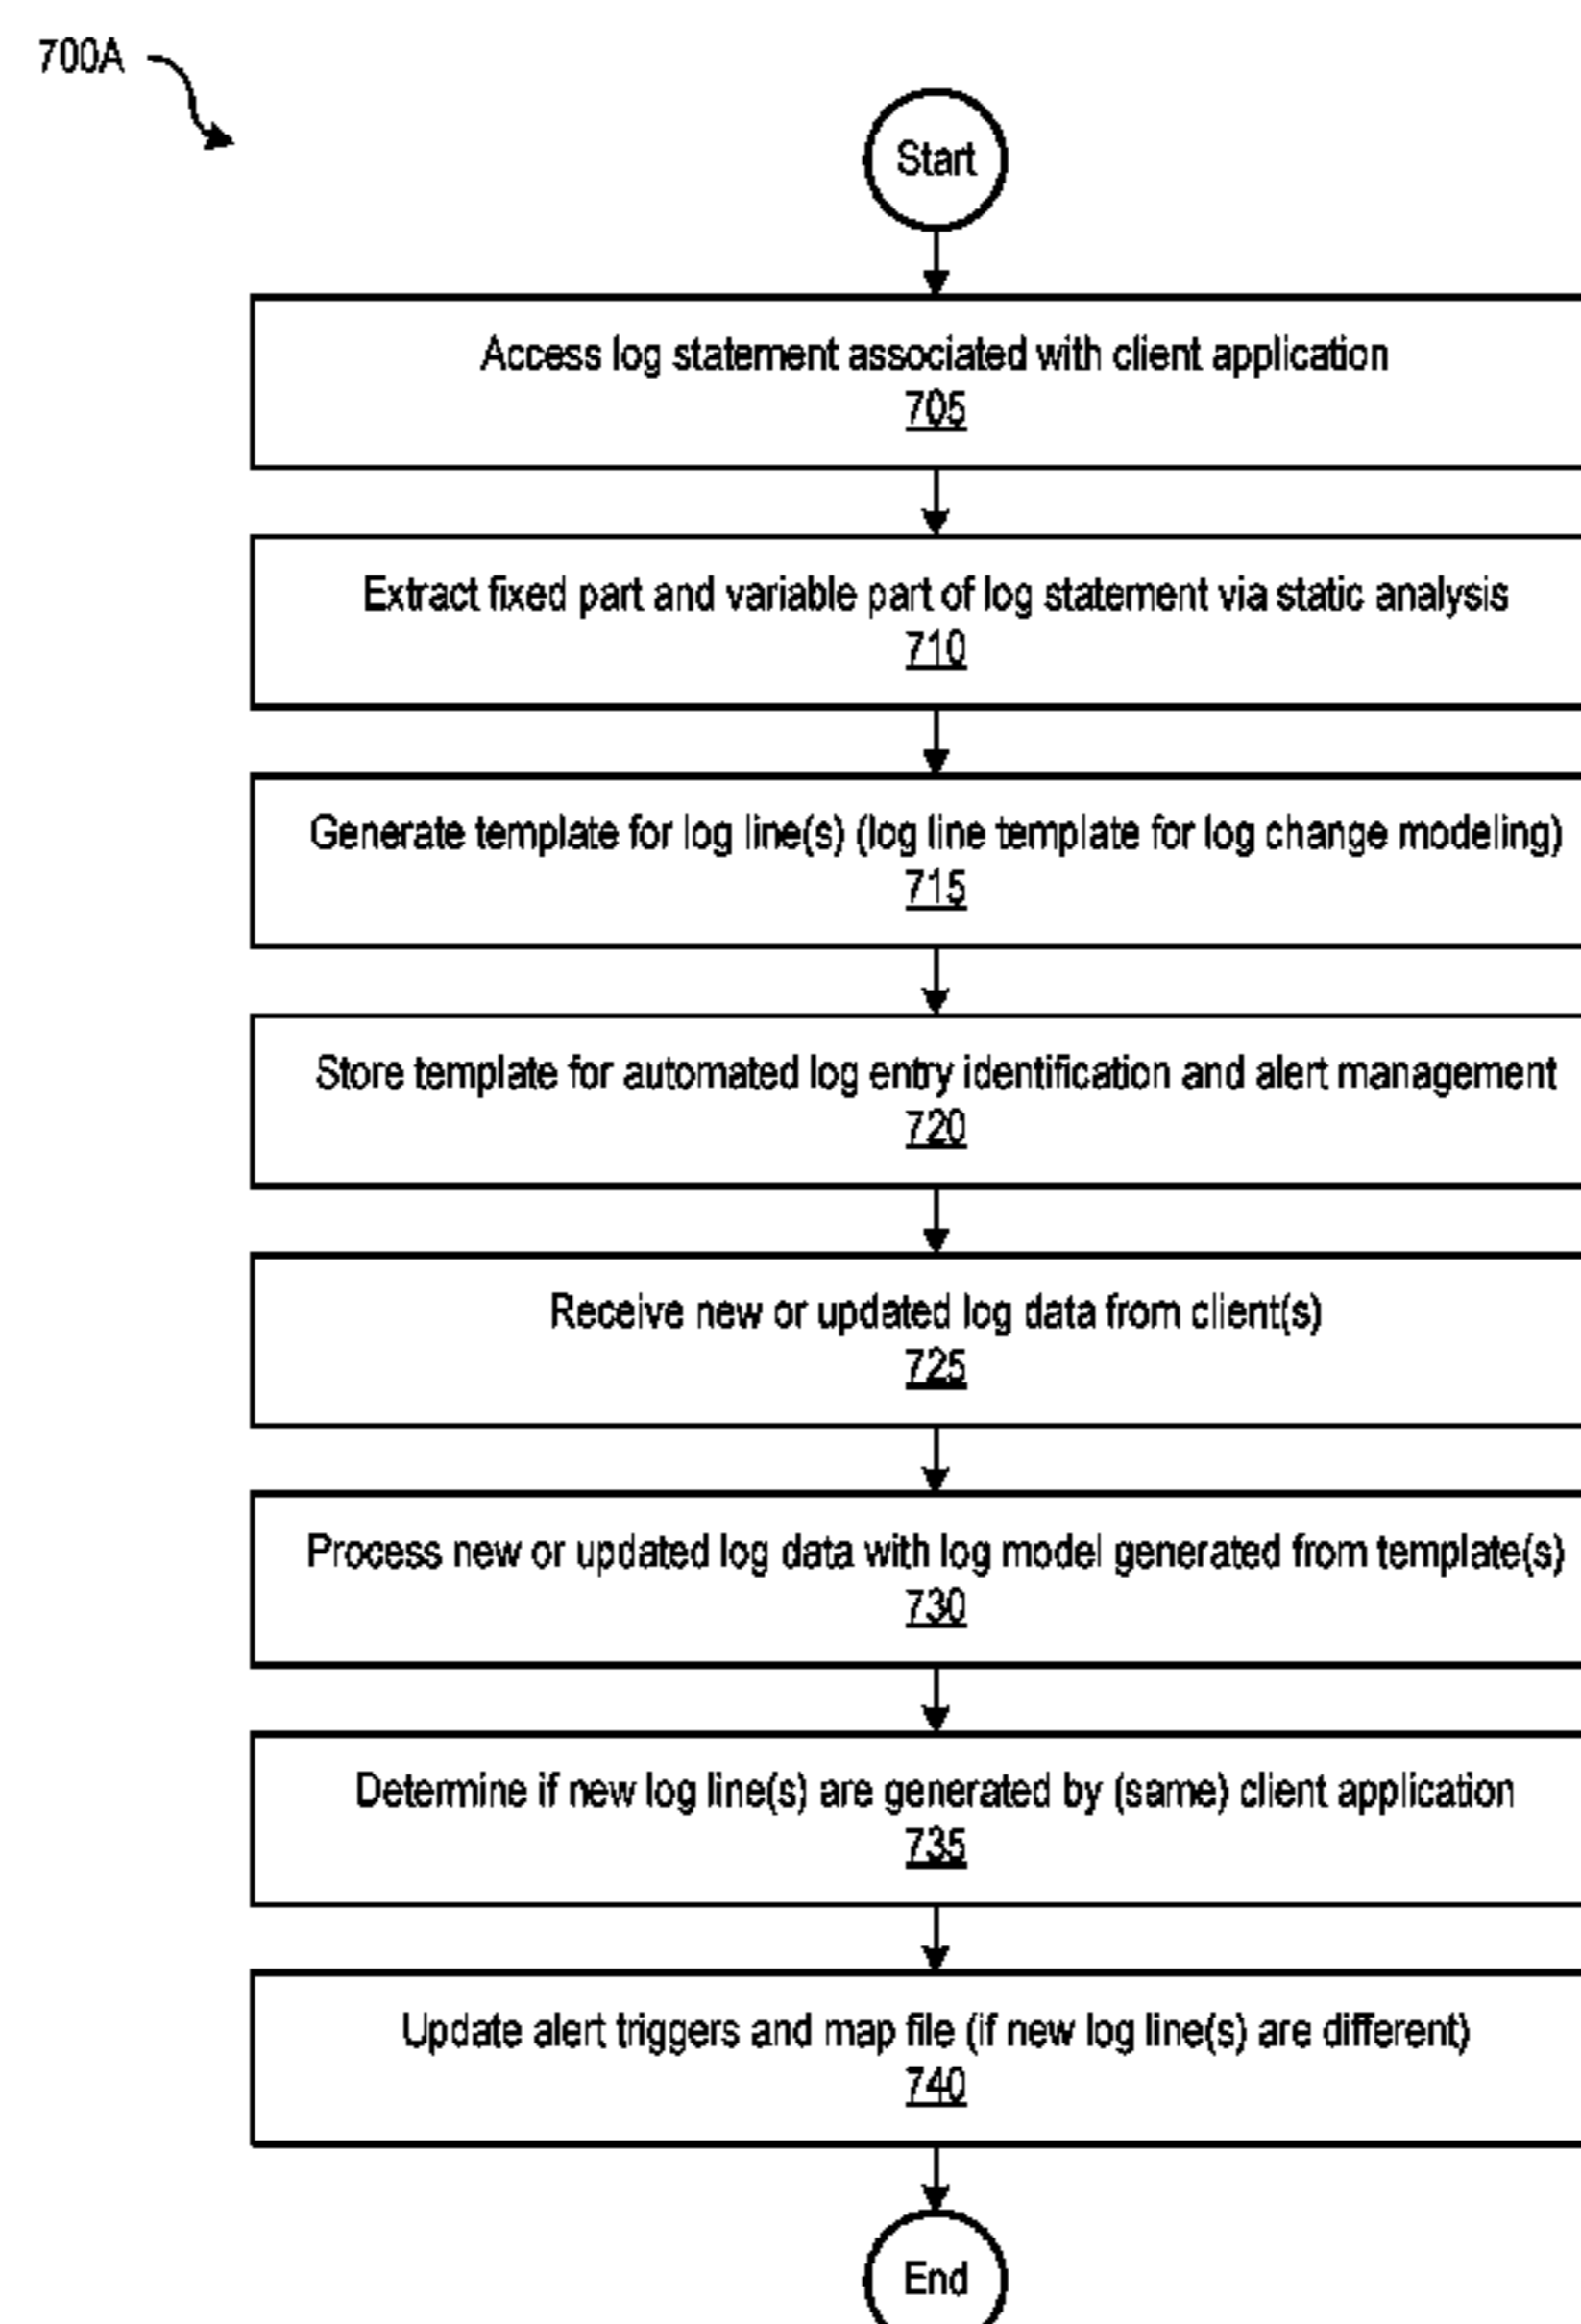 700A
Start
Access log statement associated with client application
705
Extract fixed part and variable part of log statement via static analysis
710
Generate template for log line(s) (log line template for log change modeling)
715
Store template for automated log entry identification and alert management
720
Receive new or updated log data from client(s)
725
Process new or updated log data with log model generated from template(s)
730
Determine if new log line(s) are generated by (same) client application
735
Update alert triggers and map file (if new log line(s) are different)
740
End